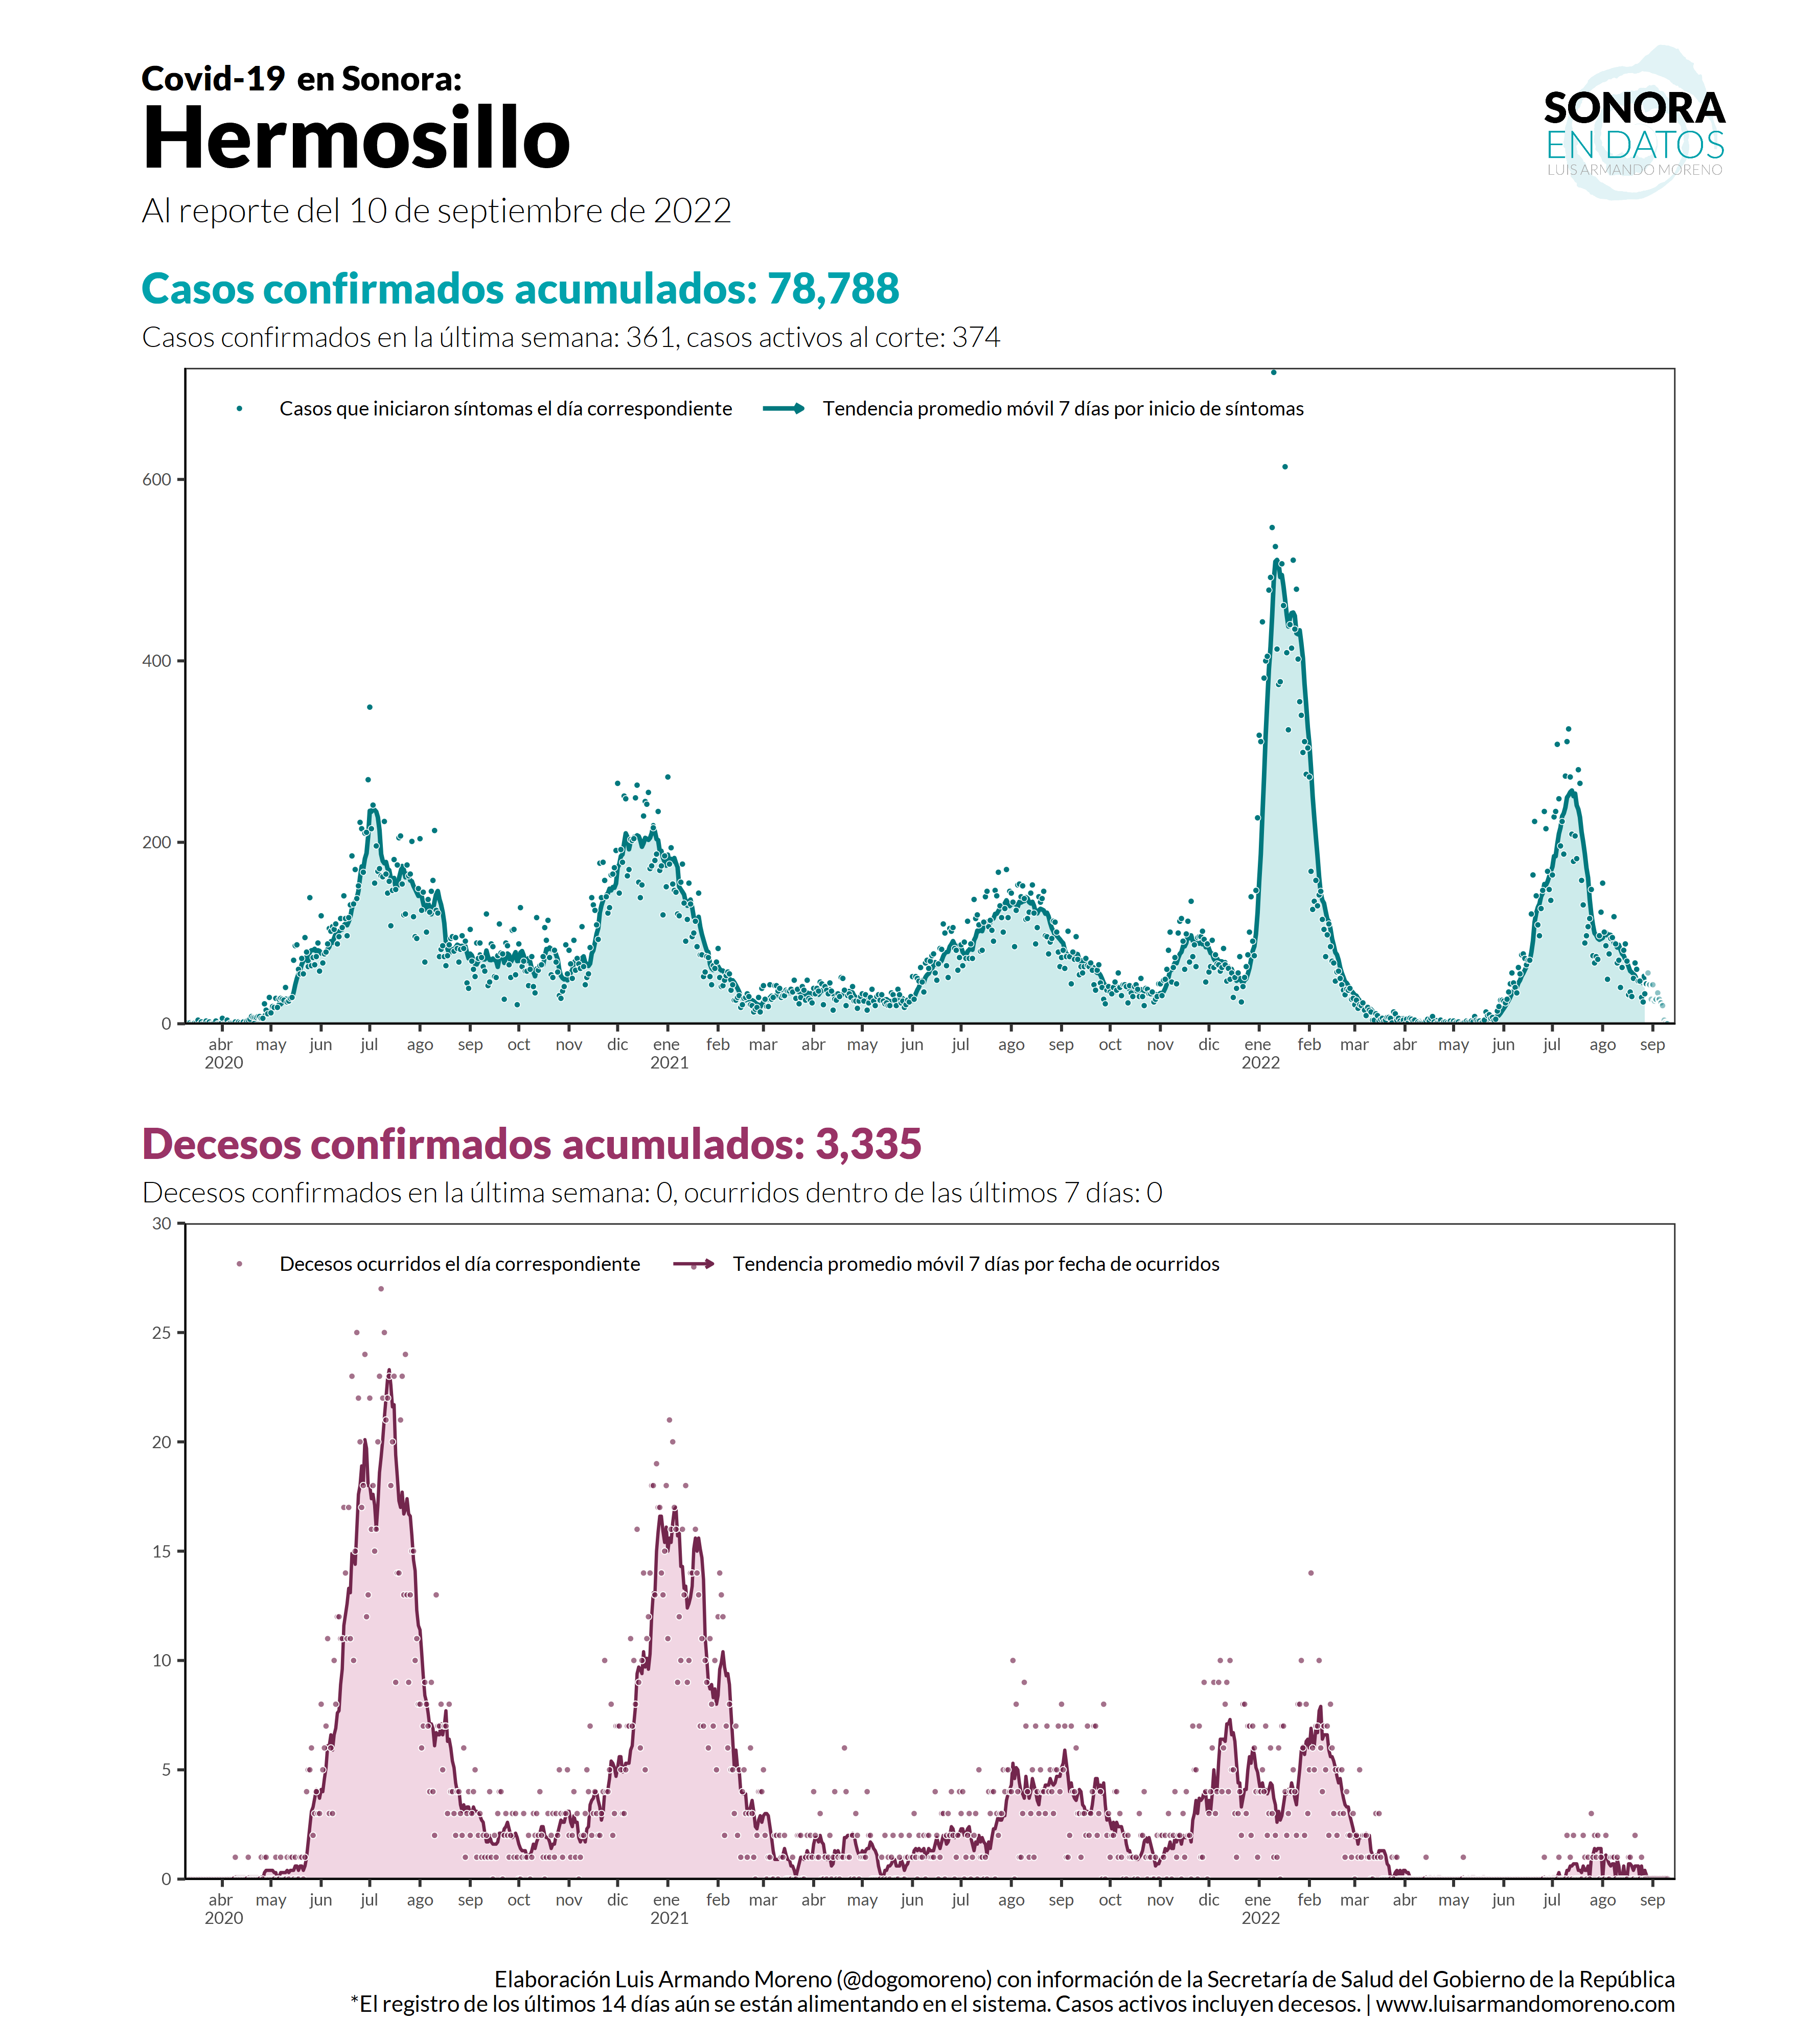 Covid-19 en Sonora:
Hermosillo
Al reporte del 10 de septiembre de 2022
SONORA
EN DATOS
LUIS ARMANDO MORENO
Casos confirmados acumulados: 78,788
Casos confirmados en la última semana: 361, casos activos al corte: 374
Casos que iniciaron síntomas el día correspondiente Tendencia promedio móvil 7 días por inicio de síntomas
600
400
200
0
abr may jun jul ago sep oct nov dic ene feb mar abr may jun jul ago sep oct nov dic ene feb mar abr may jun jul ago sep
2020 2021 2022
Decesos confirmados acumulados: 3,335
Decesos confirmados en la última semana: 0, ocurridos dentro de las últimos 7 días: 0
30
Decesos ocurridos el día correspondiente Tendencia promedio móvil 7 días por fecha de ocurridos
25
20
15
10
5
0
abr may jun jul ago sep oct nov dic ene feb mar abr may jun jul ago sep oct nov dic ene feb mar abr may jun jul ago sep
2020 2021 2022
Elaboración Luis Armando Moreno (@dogomoreno) con información de la Secretaría de Salud del Gobierno de la República
*El registro de los últimos 14 días aún se están alimentando en el sistema. Casos activos incluyen decesos. | www.luisarmandomoreno.com